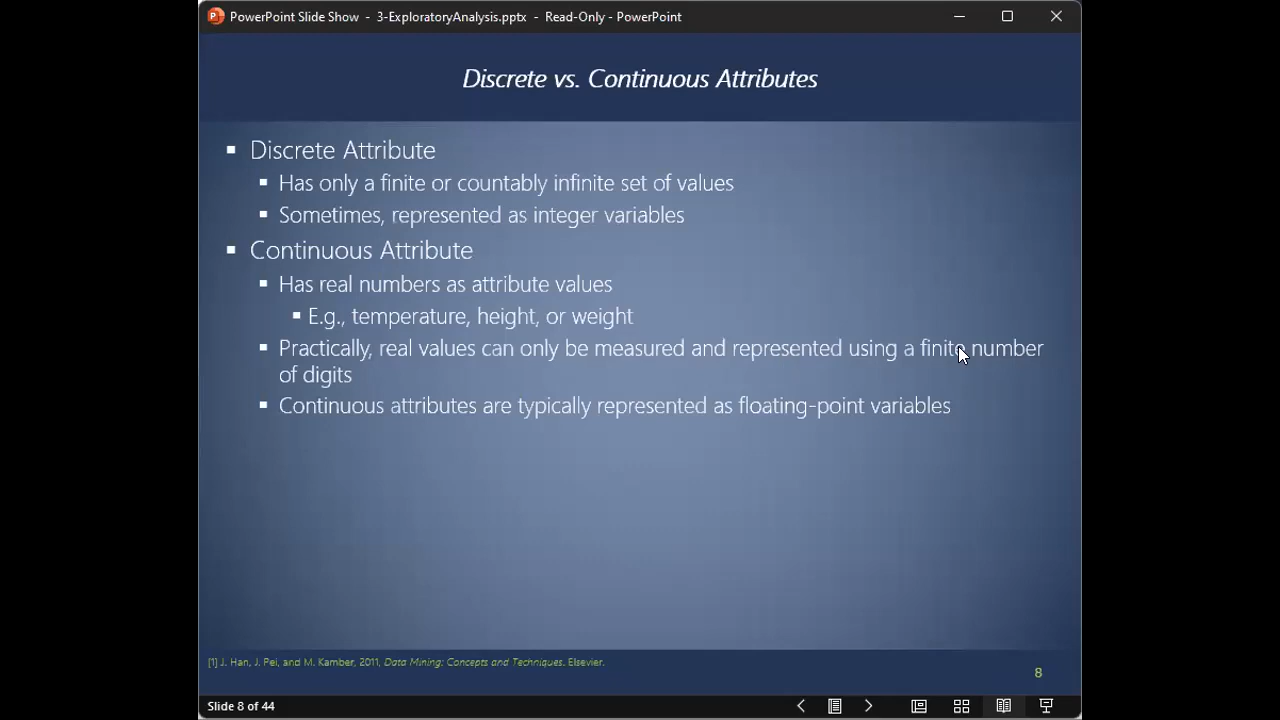 PowerPoint Slide Show - 3-ExploratoryAnalysis.pptx - Read-Only - PowerPoint
Discrete vs. Continuous Attributes
Discrete Attribute
Has only a finite or countably infinite set of values
Sometimes, represented as integer variables
Continuous Attribute
Has real numbers as attribute values
E.g., temperature, height, or weight
Practically, real values can only be measured and represented using a finite number
of digits
Continuous attributes are typically represented as floating-point variables
[1] J. Han, J. Pei, and M. Kamber, 2011, Data Mining: Concepts and Techniques. Elsevier.
8
Slide 8 of 44